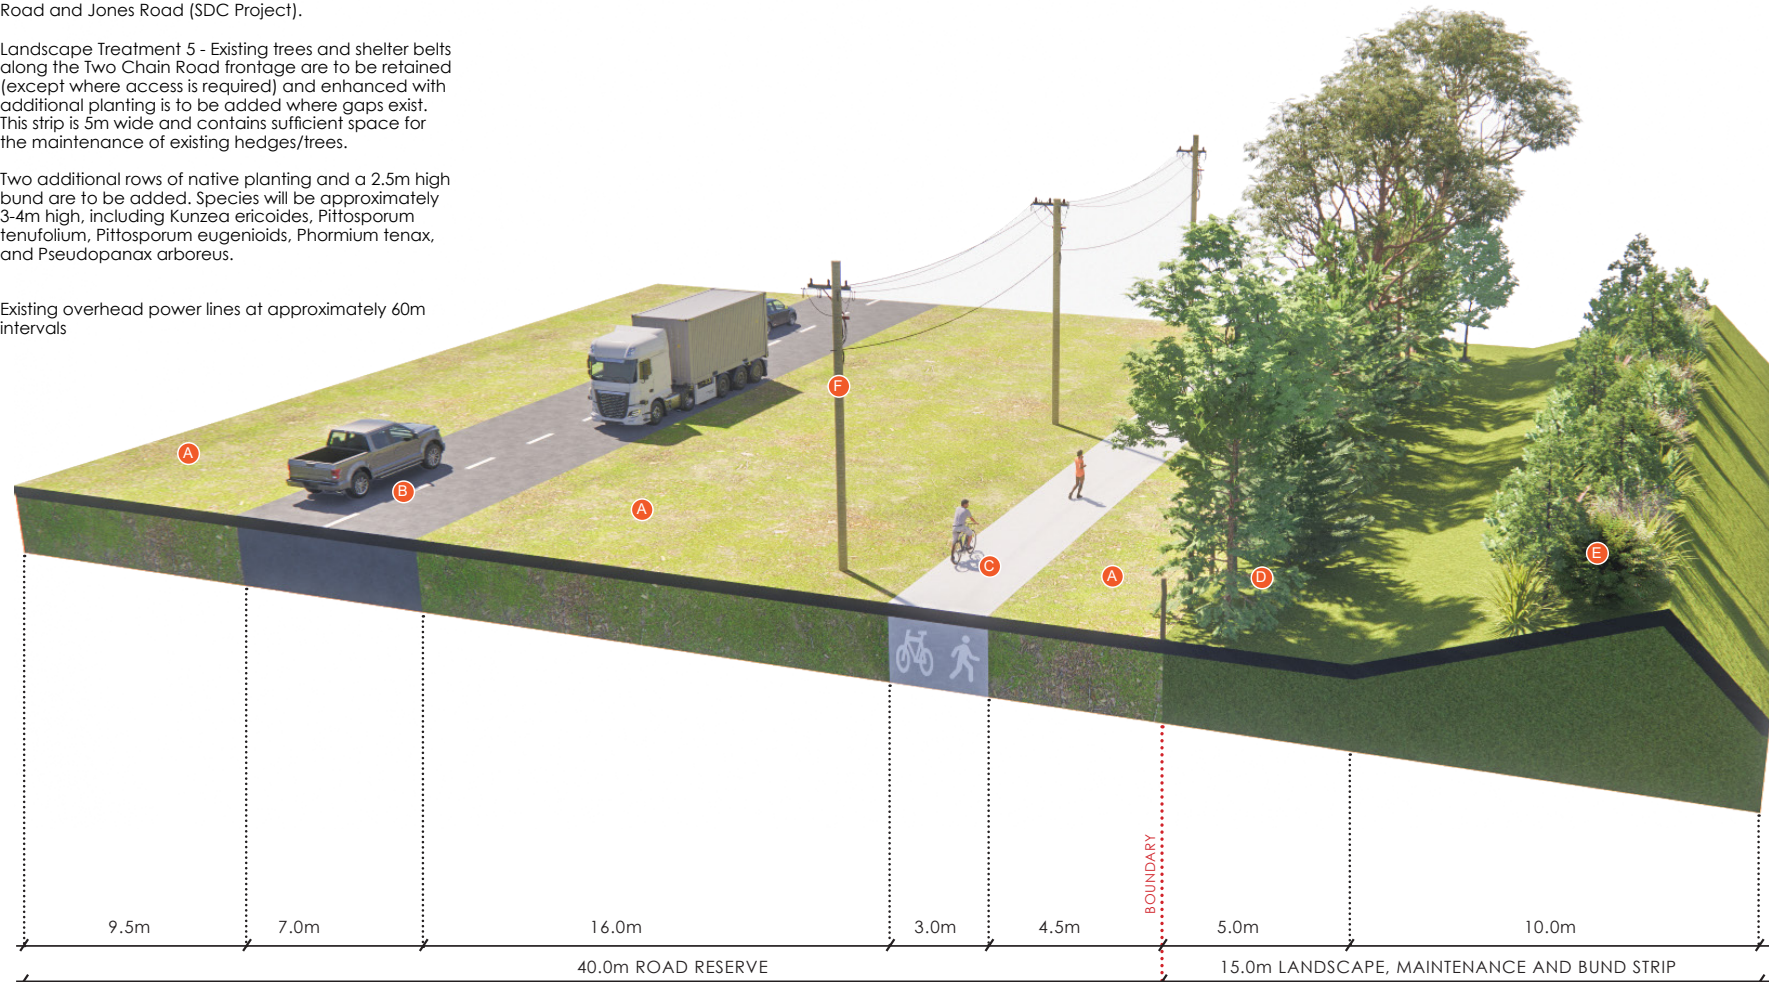 Road and Jones Road (SDC Project).
Landscape Treatment 5 - Existing trees and shelter belts
along the Two Chain Road frontage are to be retained
(except where access is required) and enhanced with
additional planting is to be added where gaps exist.
This strip is 5m wide and contains sufficient space for
the maintenance of existing hedges/trees.
Two additional rows of native planting and a 2.5m high
bund are to be added. Species will be approximately
3-4m high, including Kunzea ericoides, Pittosporum
tenufolium, Pittosporum eugenioids, Phormium tenax,
and Pseudopanax arboreus.
Existing overhead power lines at approximately 60m
intervals
F
A
B
A
C
A
D
E
BOUNDARY
9.5m
7.0m
16.0m
3.0m
4.5m
5.0m
10.0m
40.0m ROAD RESERVE
15.0m LANDSCAPE, MAINTENANCE AND BUND STRIP